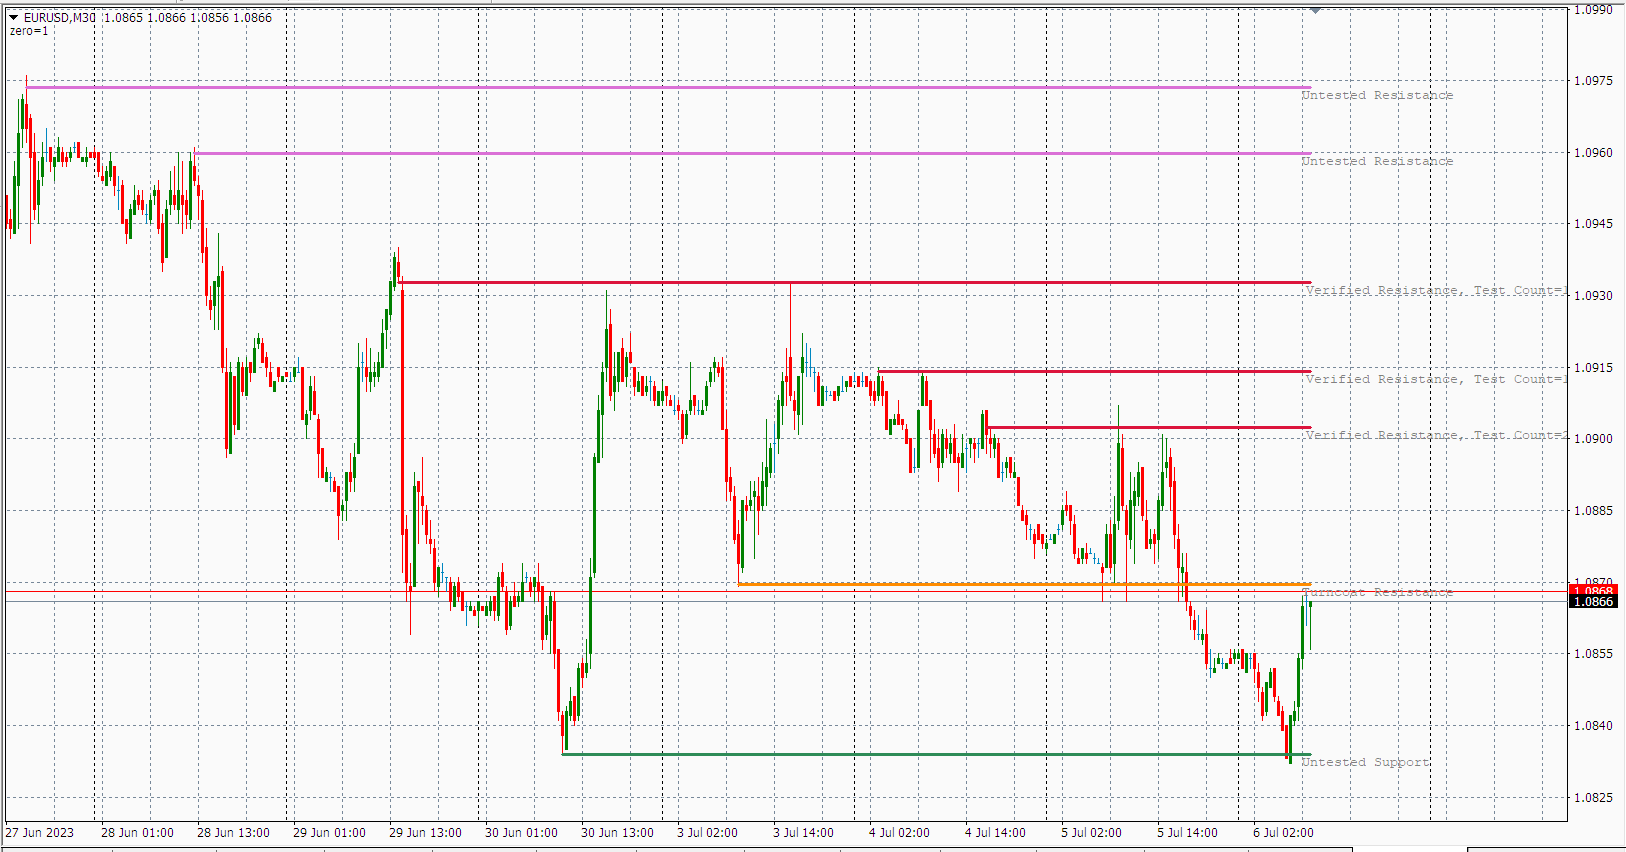 EURUSD,M30 1.0865 1.0866 1.0856 1.0866
zero=1
1.0990
1.0975
Untested Resistance
1.0960
Untested Resistance
1.0945
1.0930
Verified Resistance, Test Count=1
1.0915
Verified Resistance, Test Count=1
1.0900
Verified Resistance, Test Count=2
1.0885
1.0870
1.0868
Turncoat Resistance
1.0866
1.0855
1.0840
Untested Support
1.0825
27 Jun 2023 28 Jun 01:00 28 Jun 13:00 29 Jun 01:00 29 Jun 13:00 30 Jun 01:00 30 Jun 13:00 3 Jul 02:00 3 Jul 14:00 4 Jul 02:00 4 Jul 14:00 5 Jul 02:00 5 Jul 14:00 6 Jul 02:00